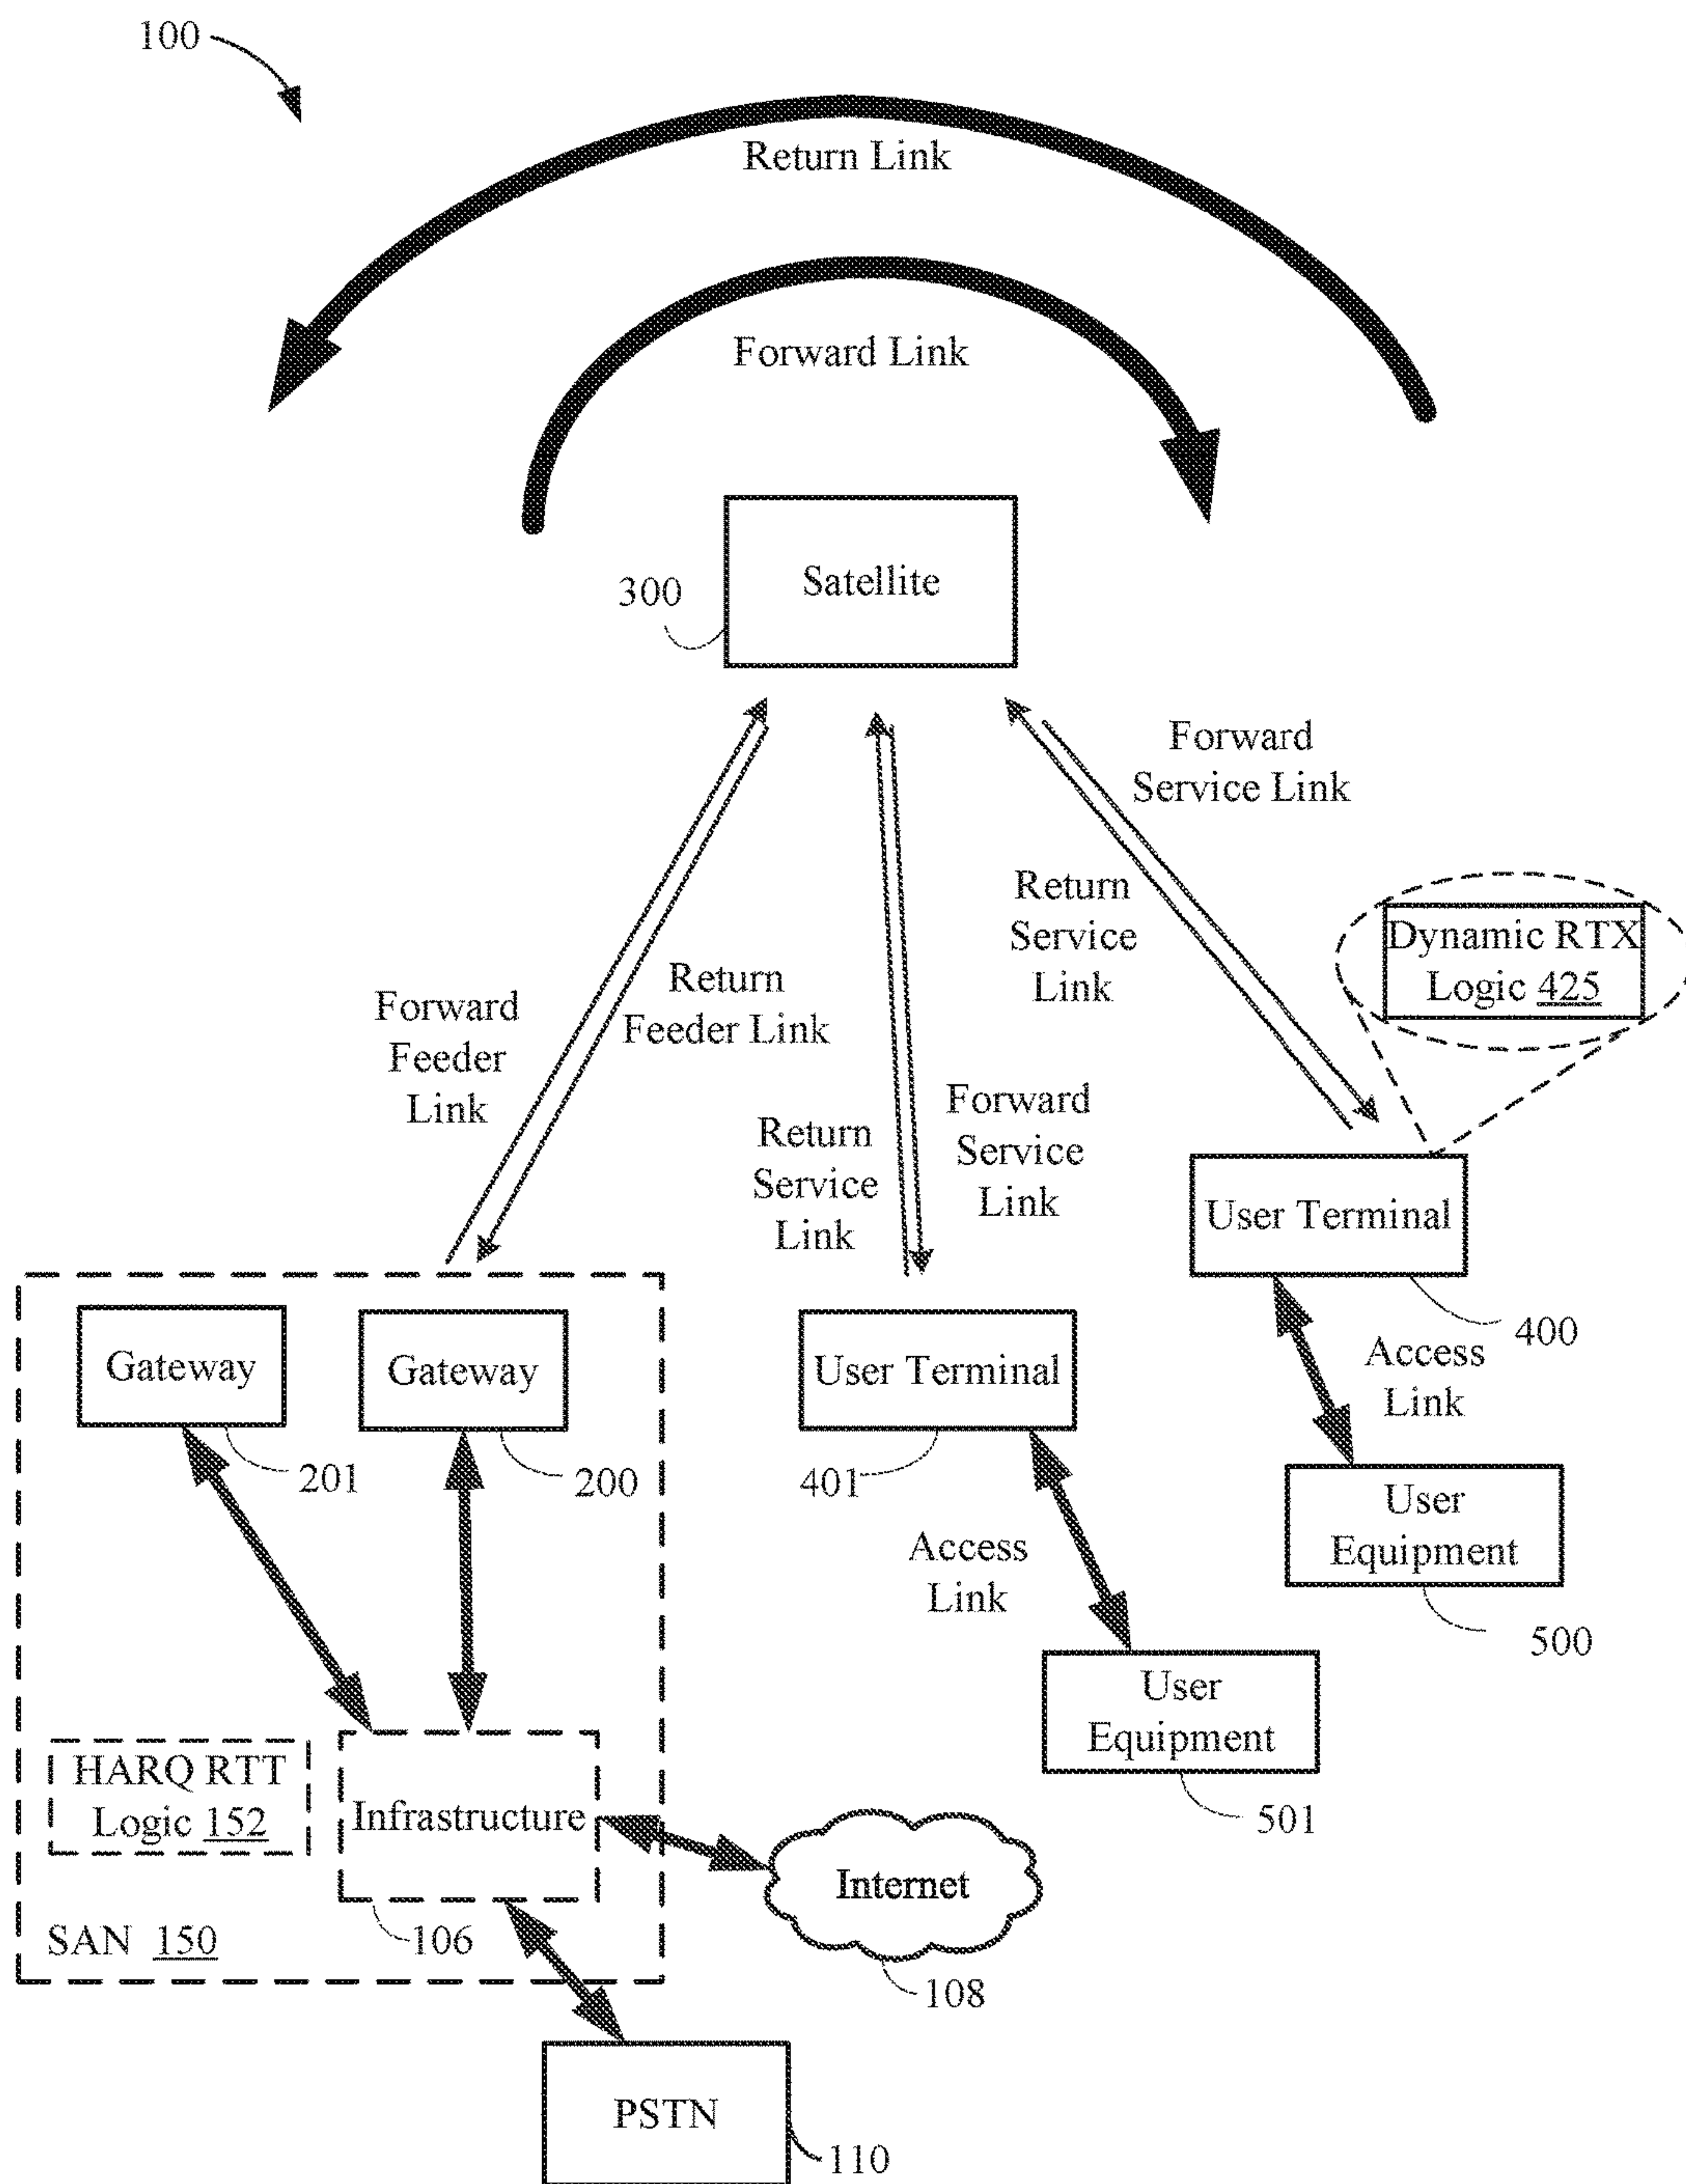 100
Return Link
Forward Link
Satellite
300
Forward
Service Link
Return
Service
Link
Dynamic RTX
Logic 425
Return
Feeder Link
Forward
Feeder
Link
Forward
Service
Link
Return
Service
Link
User Terminal
400
Gateway
Gateway
User Terminal
Access
Link
201
200
401
User
Equipment
500
Access
Link
User
Equipment
501
HARQ RTT
Logic 152
Infrastructure
Internet
SAN 150
106
108
PSTN
110